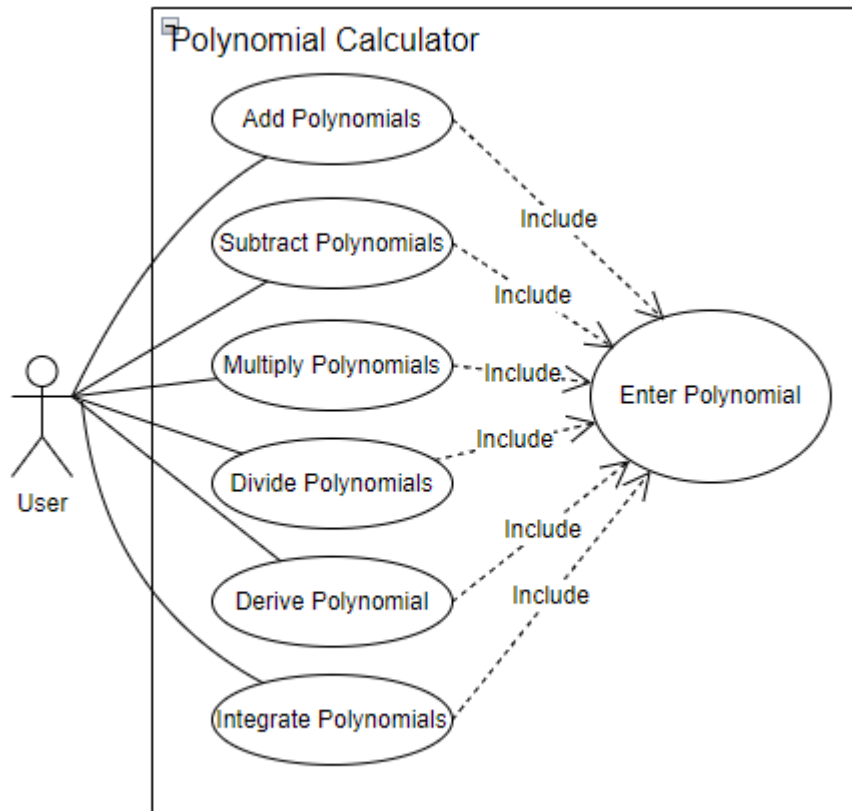 Polynomial Calculator
Add Polynomials
Include
Subtract Polynomials
Include
Multiply Polynomials
Include
Enter Polynomial
Include
Divide Polynomials
User
Include
Derive Polynomial
Include
Integrate Polynomials